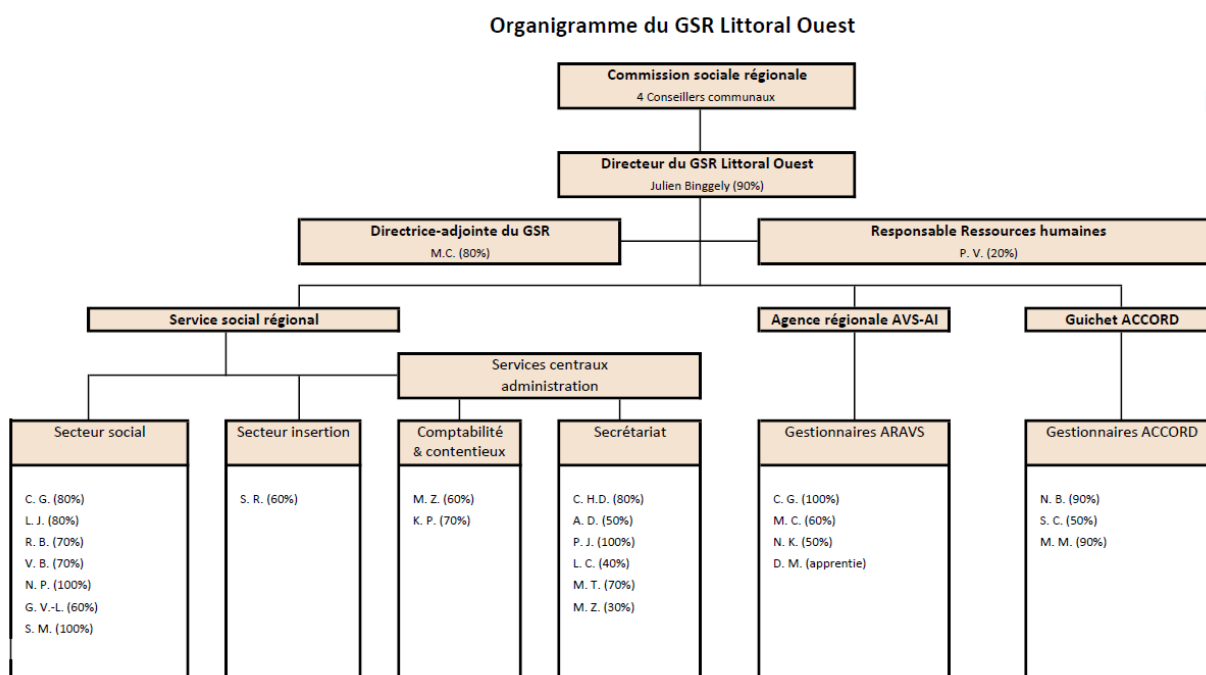 Organigramme du GSR Littoral Ouest
Commission sociale régionale
4 Conseillers communaux
Directeur du GSR Littoral Ouest
Julien Binggely (90%)
Directrice-adjointe du GSR
M.C. (80%)
Responsable Ressources humaines
P. V. (20%)
Service social régional
Agence régionale AVS-AI
Guichet ACCORD
Services centraux
administration
Secteur social
C. G. (80%)
L. J. (80%)
R. B. (70%)
V. B. (70%)
N. P. (100%)
G. V.-L. (60%)
S. M. (100%)
Secteur insertion
S. R. (60%)
Comptabilité
& contentieux
M. Z. (60%)
K. P. (70%)
Secrétariat
C. H.D. (80%)
A. D. (50%)
P. J. (100%)
L. C. (40%)
M. T. (70%)
M. Z. (30%)
Gestionnaires ARAVS
C. G. (100%)
M. C. (60%)
N. K. (50%)
D. M. (apprentie)
Gestionnaires ACCORD
N. B. (90%)
S. C. (50%)
M. M. (90%)